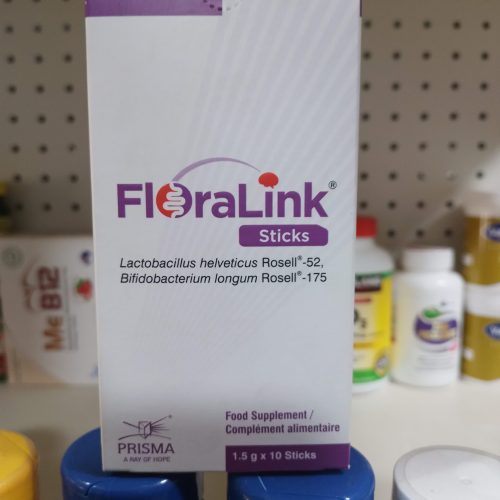 FloraLink®
Sticks
Lactobacillus helveticus Rosell®-52,
Bifidobacterium longum Rosell®-175
Food Supplement /
Complément alimentaire
1.5 g x 10 Sticks
PRISMA
A RAY OF HOPE
Me B12